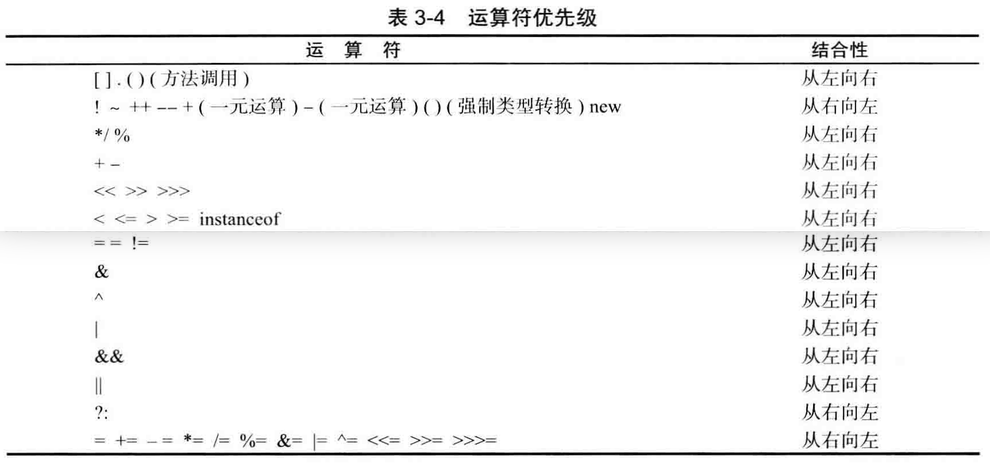 表 3-4 运算符优先级
运 算 符 结合性
[ ] . ( ) ( 方法调用 ) 从左向右
! ~ ++ -- + ( 一元运算 ) – ( 一元运算 ) ( ) ( 强制类型转换 ) new 从右向左
*/ % 从左向右
+ – 从左向右
<< >> >>> 从左向右
< <= > >= instanceof 从左向右
= = != 从左向右
& 从左向右
^ 从左向右
| 从左向右
&& 从左向右
|| 从左向右
?: 从右向左
= += – = *= /= %= &= |= ^= <<= >>= >>>= 从右向左